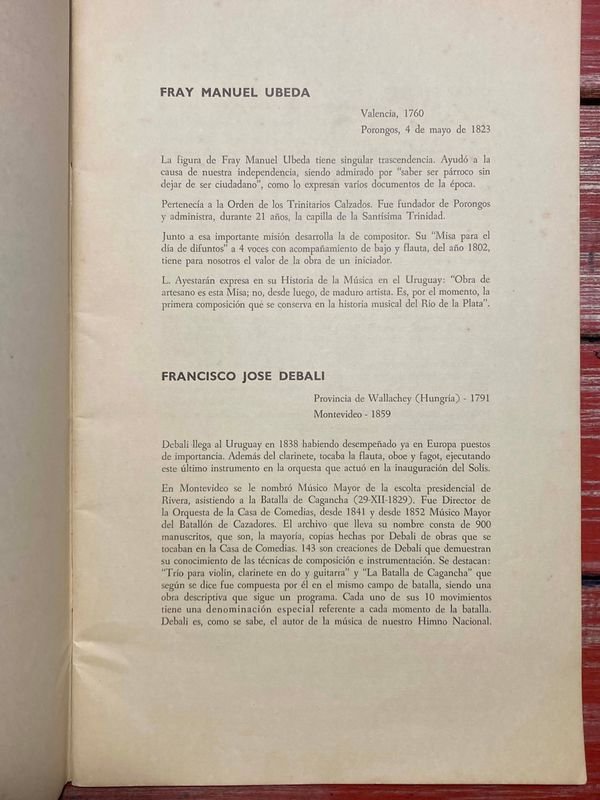 FRAY MANUEL UBEDA
Valencia, 1760
Porongos, 4 de mayo de 1823
La figura de Fray Manuel Ubeda tiene singular trascendencia. Ayudó a la
causa de nuestra independencia, siendo admirado por “saber ser párroco sin
dejar de ser ciudadano”, como lo expresan varios documentos de la época.
Pertenecía a la Orden de los Trinitarios Calzados. Fue fundador de Porongos
y administra, durante 21 años, la capilla de la Santísima Trinidad.
Junto a esa importante misión desarrolla la de compositor. Su “Misa para el
día de difuntos” a 4 voces con acompañamiento de bajo y flauta, del año 1802,
tiene para nosotros el valor de la obra de un iniciador.
L. Ayestarán expresa en su Historia de la Música en el Uruguay: “Obra de
artesano es esta Misa; no, desde luego, de maduro artista. Es, por el momento, la
primera composición que se conserva en la historia musical del Río de la Plata”.
FRANCISCO JOSE DEBALI
Provincia de Wallachey (Hungría) - 1791
Montevideo - 1859
Debali llega al Uruguay en 1838 habiendo desempeñado ya en Europa puestos
de importancia. Además del clarinete, tocaba la flauta, oboe y fagot, ejecutando
este último instrumento en la orquesta que actuó en la inauguración del Solís.
En Montevideo se le nombró Músico Mayor de la escolta presidencial de
Rivera, asistiendo a la Batalla de Cagancha (29-XII-1829). Fue Director de
la Orquesta de la Casa de Comedias, desde 1841 y desde 1852 Músico Mayor
del Batallón de Cazadores. El archivo que lleva su nombre consta de 900
manuscritos, que son, la mayoría, copias hechas por Debali de obras que se
tocaban en la Casa de Comedias. 143 son creaciones de Debali que demuestran
su conocimiento de las técnicas de composición e instrumentación. Se destacan:
“Trío para violín, clarinete en do y guitarra” y “La Batalla de Cagancha” que
según se dice fue compuesta por él en el mismo campo de batalla, siendo una
obra descriptiva que sigue un programa. Cada uno de sus 10 movimientos
tiene una denominación especial referente a cada momento de la batalla.
Debali es, como se sabe, el autor de la música de nuestro Himno Nacional.